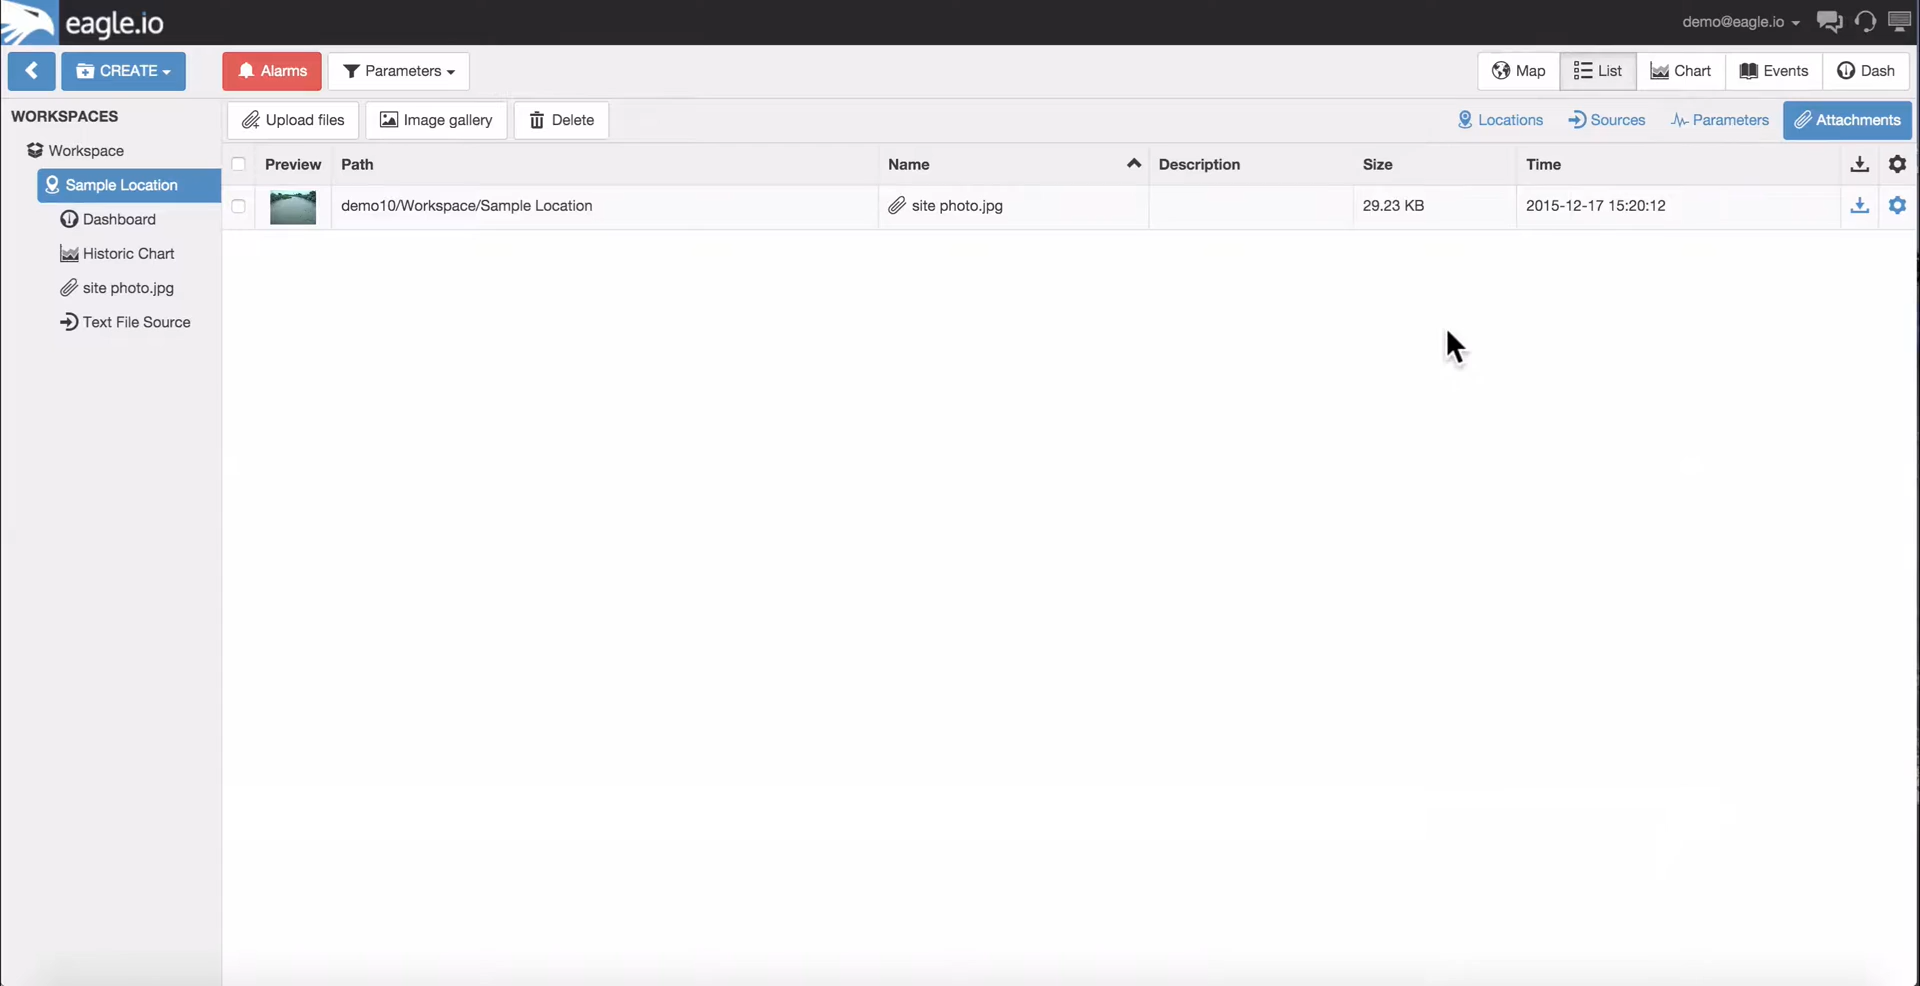 eagle.io
demo@eagle.io
CREATE
Alarms
Parameters
Map
List
Chart
Events
Dash
WORKSPACES
Workspace
Sample Location
Dashboard
Historic Chart
site photo.jpg
Text File Source
Upload files
Image gallery
Delete
Locations
Sources
Parameters
Attachments
Preview Path Name Description Size Time
demo10/Workspace/Sample Location site photo.jpg 29.23 KB 2015-12-17 15:20:12